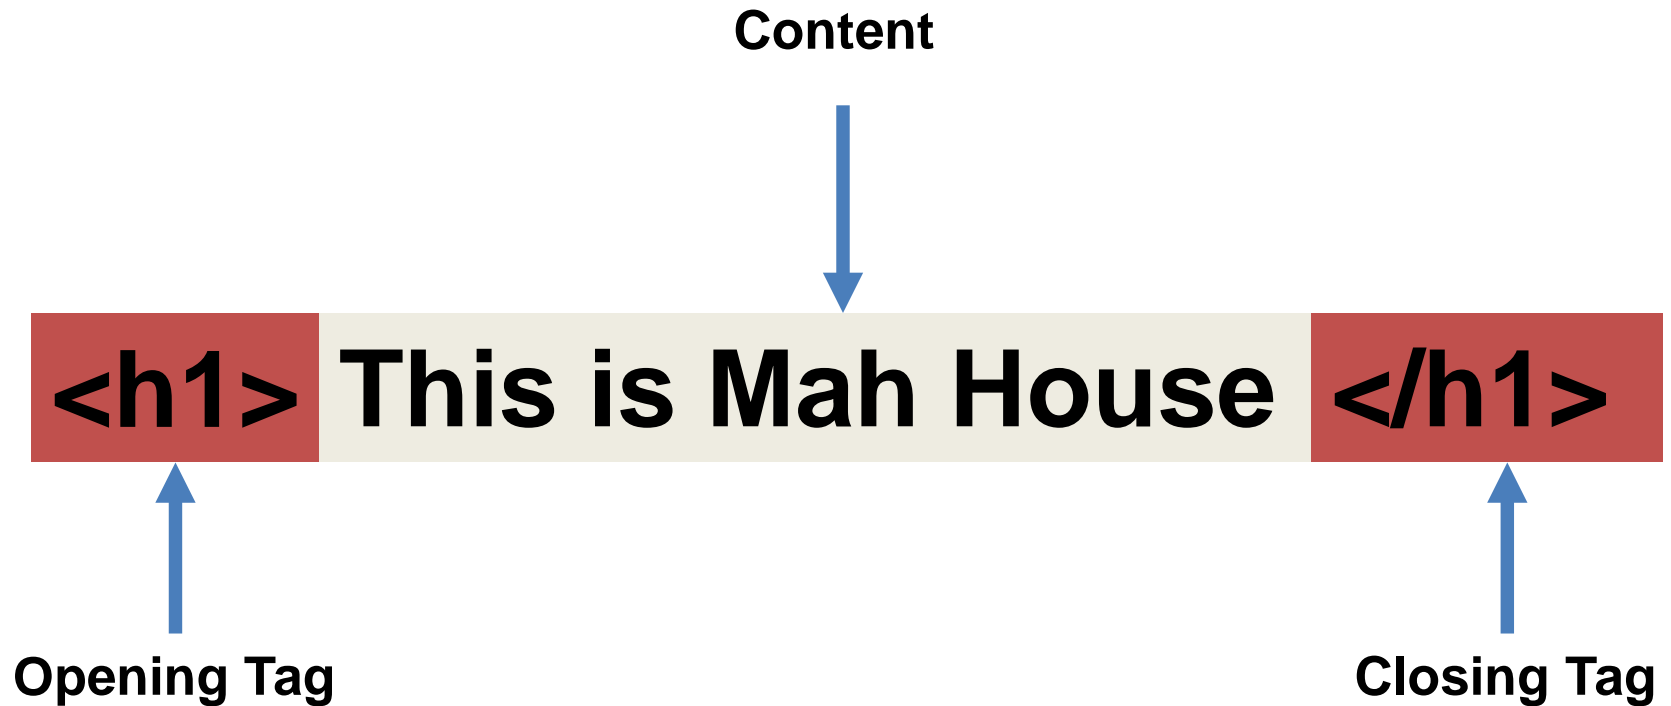 Content
<h1> This is Mah House </h1>
Opening Tag
Closing Tag